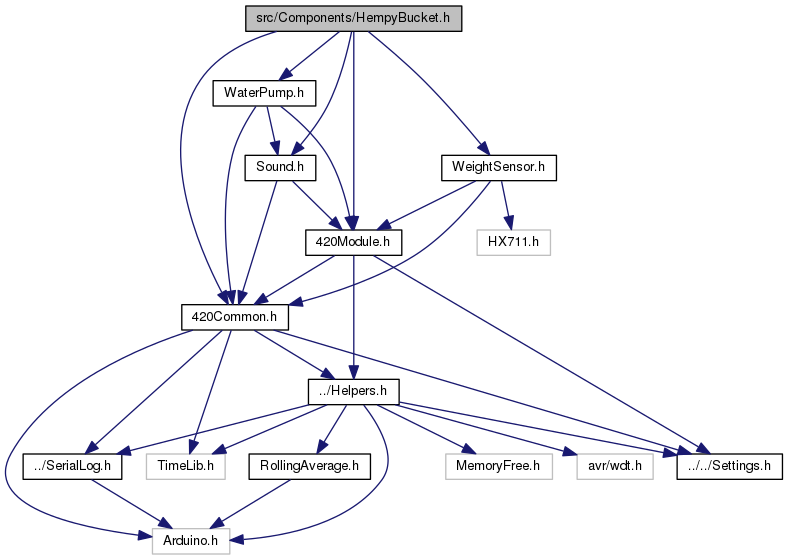 src/Components/HempyBucket.h
WaterPump.h
Sound.h
WeightSensor.h
420Module.h
HX711.h
420Common.h
../Helpers.h
../SerialLog.h
TimeLib.h
RollingAverage.h
MemoryFree.h
avr/wdt.h
../../Settings.h
Arduino.h